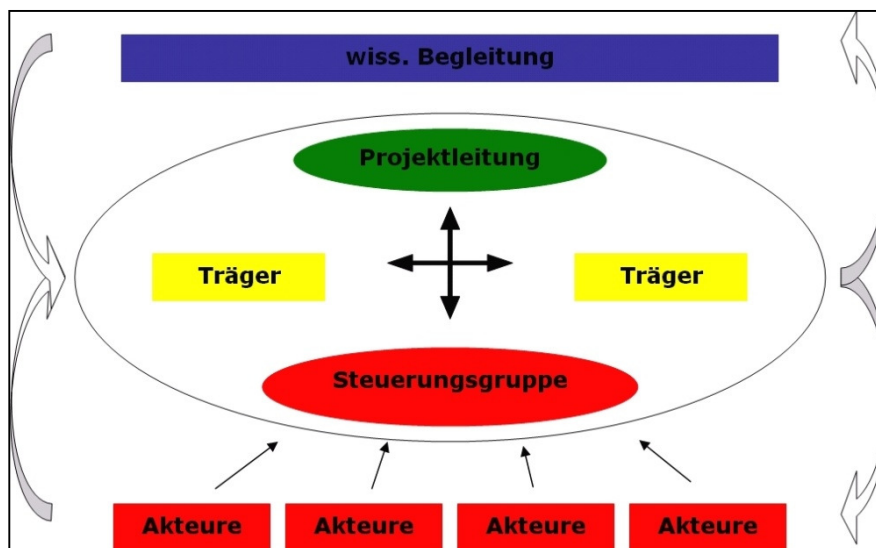 wiss. Begleitung
Projektleitung
Träger Träger
Steuerungsgruppe
Akteure Akteure Akteure Akteure